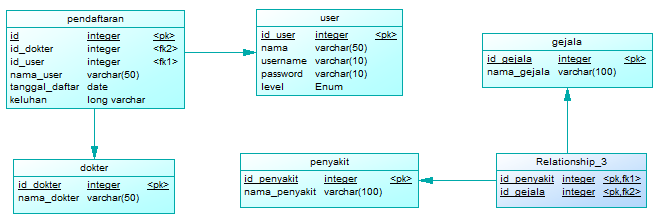 pendaftaran
id integer <pk>
id_dokter integer <fk2>
id_user integer <fk1>
nama_user varchar(50)
tanggal_daftar date
keluhan long varchar
user
id_user integer <pk>
nama varchar(50)
username varchar(10)
password varchar(10)
level Enum
gejala
id_gejala integer <pk>
nama_gejala varchar(100)
dokter
id_dokter integer <pk>
nama_dokter varchar(50)
penyakit
id_penyakit integer <pk>
nama_penyakit varchar(100)
Relationship_3
id_penyakit integer <pk,fk1>
id_gejala integer <pk,fk2>